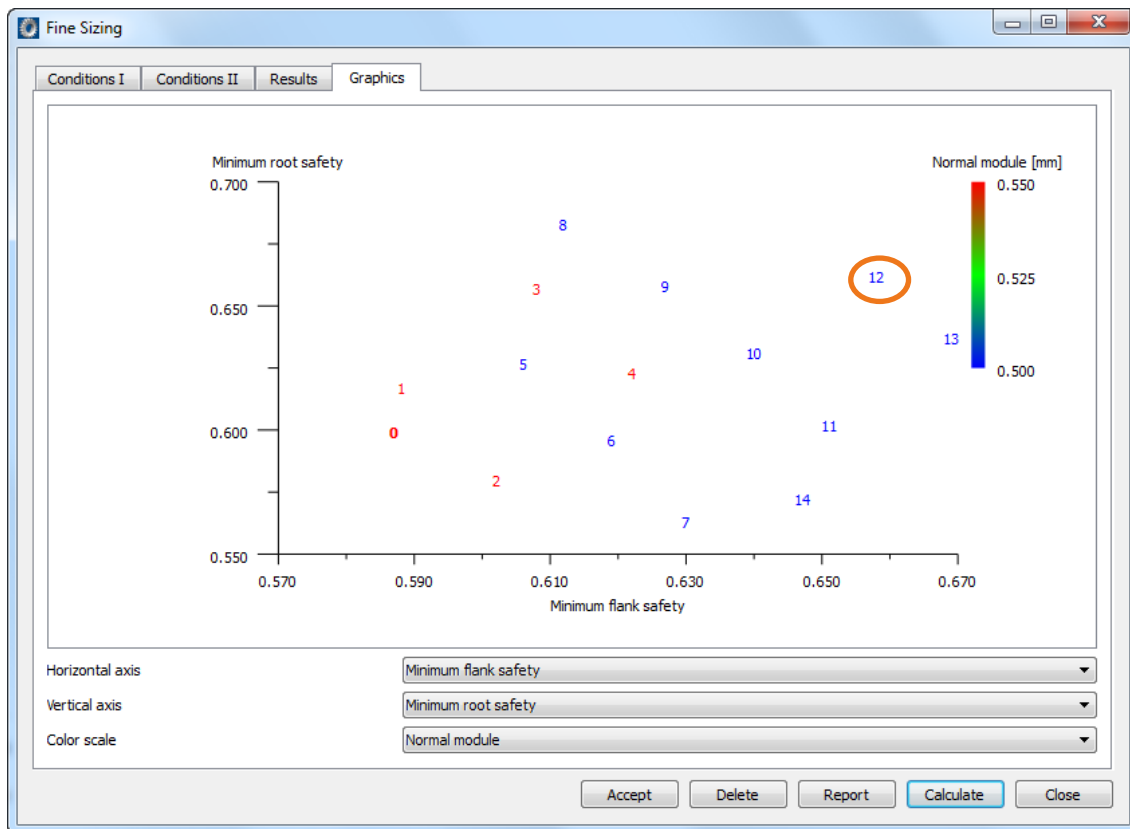 Fine Sizing
Conditions I Conditions II Results Graphics
Minimum root safety Normal module [mm]
0.700 0.550
8
12
3 9 0.525
0.650
13
10
5 4 0.500
1
0.600 0 11
6
2
14
7
0.550
0.570 0.590 0.610 0.630 0.650 0.670
Minimum flank safety
Horizontal axis Minimum flank safety
Vertical axis Minimum root safety
Color scale Normal module
Accept Delete Report Calculate Close